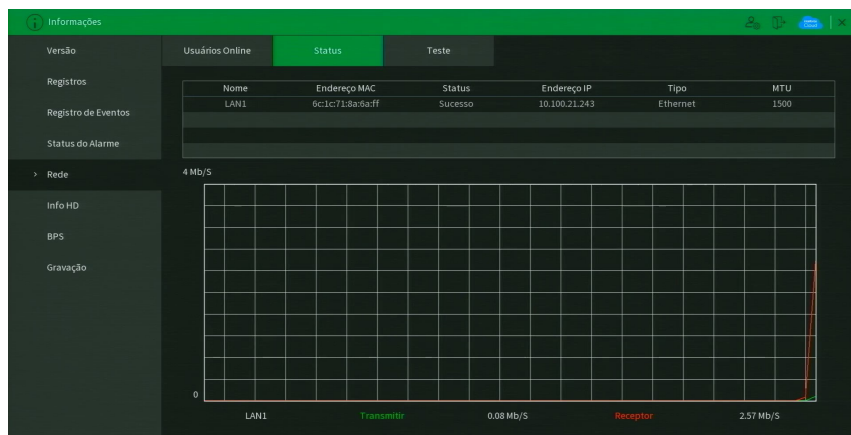 Informações
Cloud
Versão
Usuários Online Status Teste
Registros
Nome Endereço MAC Status Endereço IP Tipo MTU
LAN1 6c:1c:71:8a:6a:ff Sucesso 10.100.21.243 Ethernet 1500
Registro de Eventos
Status do Alarme
Rede
4 Mb/S
Info HD
BPS
Gravação
0
LAN1 Transmitir 0.08 Mb/S Receptor 2.57 Mb/S